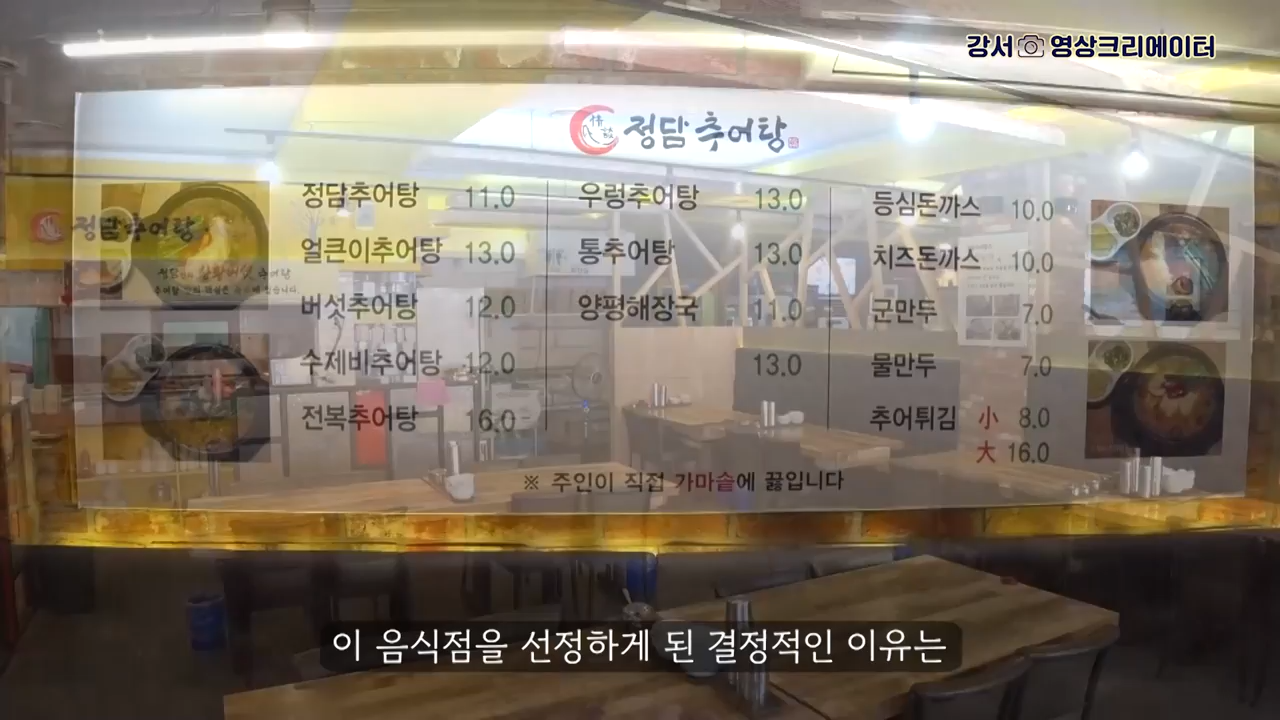 강서 영상크리에이터
정담추어탕
정담추어탕 11.0
얼큰이추어탕 13.0
버섯추어탕 12.0
수제비추어탕 12.0
전복추어탕 16.0
우렁추어탕 13.0
통추어탕 13.0
양평해장국 11.0
13.0
등심돈까스 10.0
치즈돈까스 10.0
군만두 7.0
물만두 7.0
추어튀김 小 8.0
大 16.0
※ 주인이 직접 가마솥에 끓입니다
정담추어탕
이 음식점을 선정하게 된 결정적인 이유는